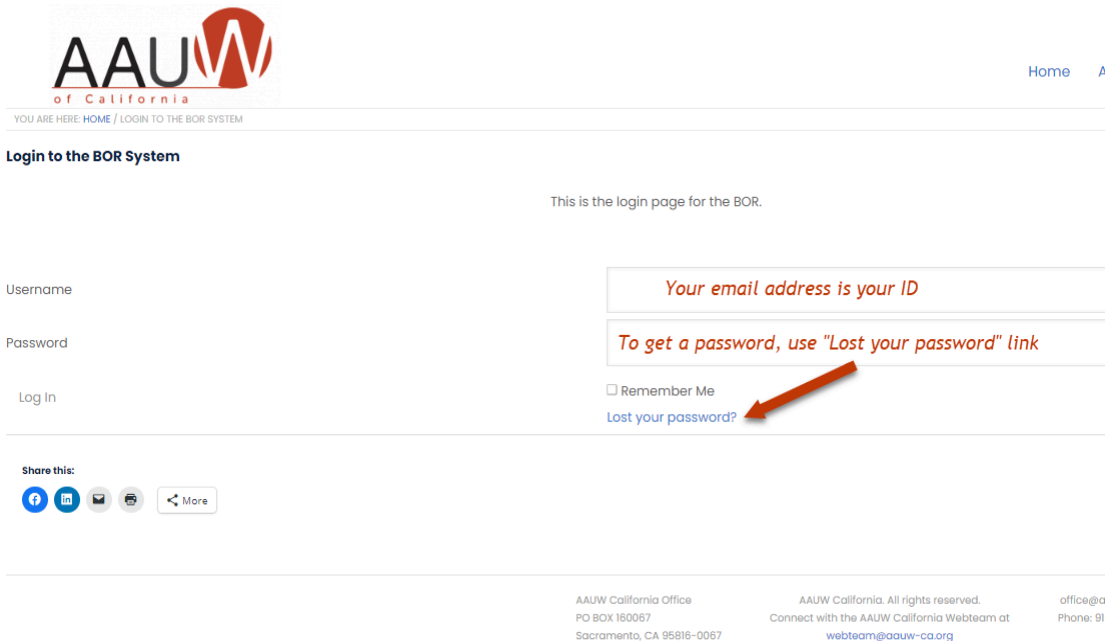 AAUW
of California
Home A
YOU ARE HERE: HOME / LOGIN TO THE BOR SYSTEM
Login to the BOR System
This is the login page for the BOR.
Username
Your email address is your ID
Password
To get a password, use "Lost your password" link
Log In
Remember Me
Lost your password?
Share this:
More
AAUW California Office
PO BOX 160067
Sacramento, CA 95816-0067
AAUW California. All rights reserved.
Connect with the AAUW California Webteam at
webteam@aauw-ca.org
office@a
Phone: 91